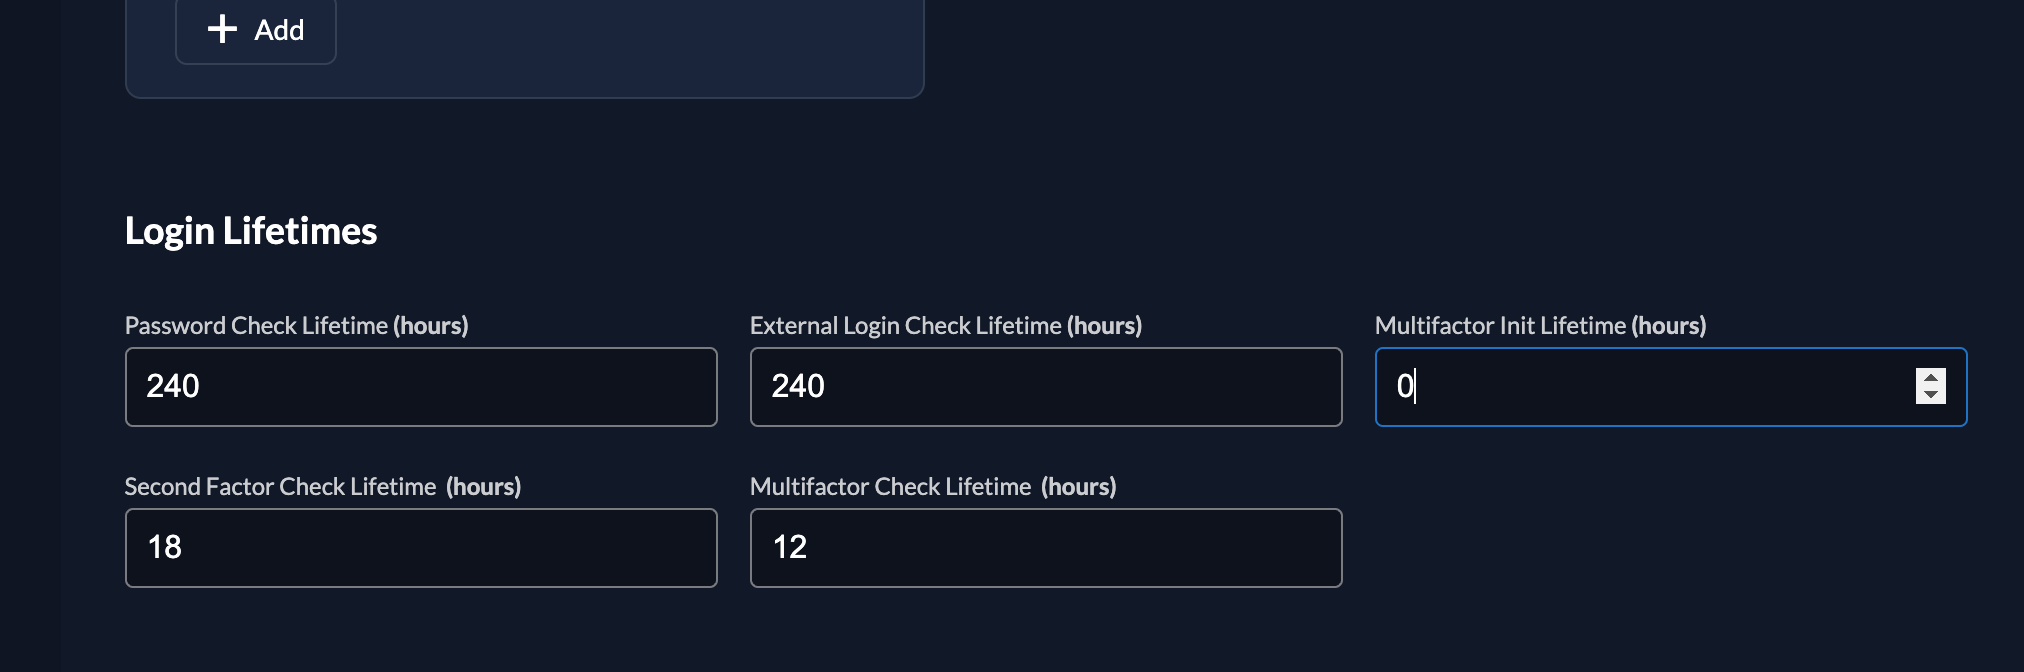 Add
Login Lifetimes
Password Check Lifetime (hours)
240
External Login Check Lifetime (hours)
240
Multifactor Init Lifetime (hours)
0
Second Factor Check Lifetime (hours)
18
Multifactor Check Lifetime (hours)
12